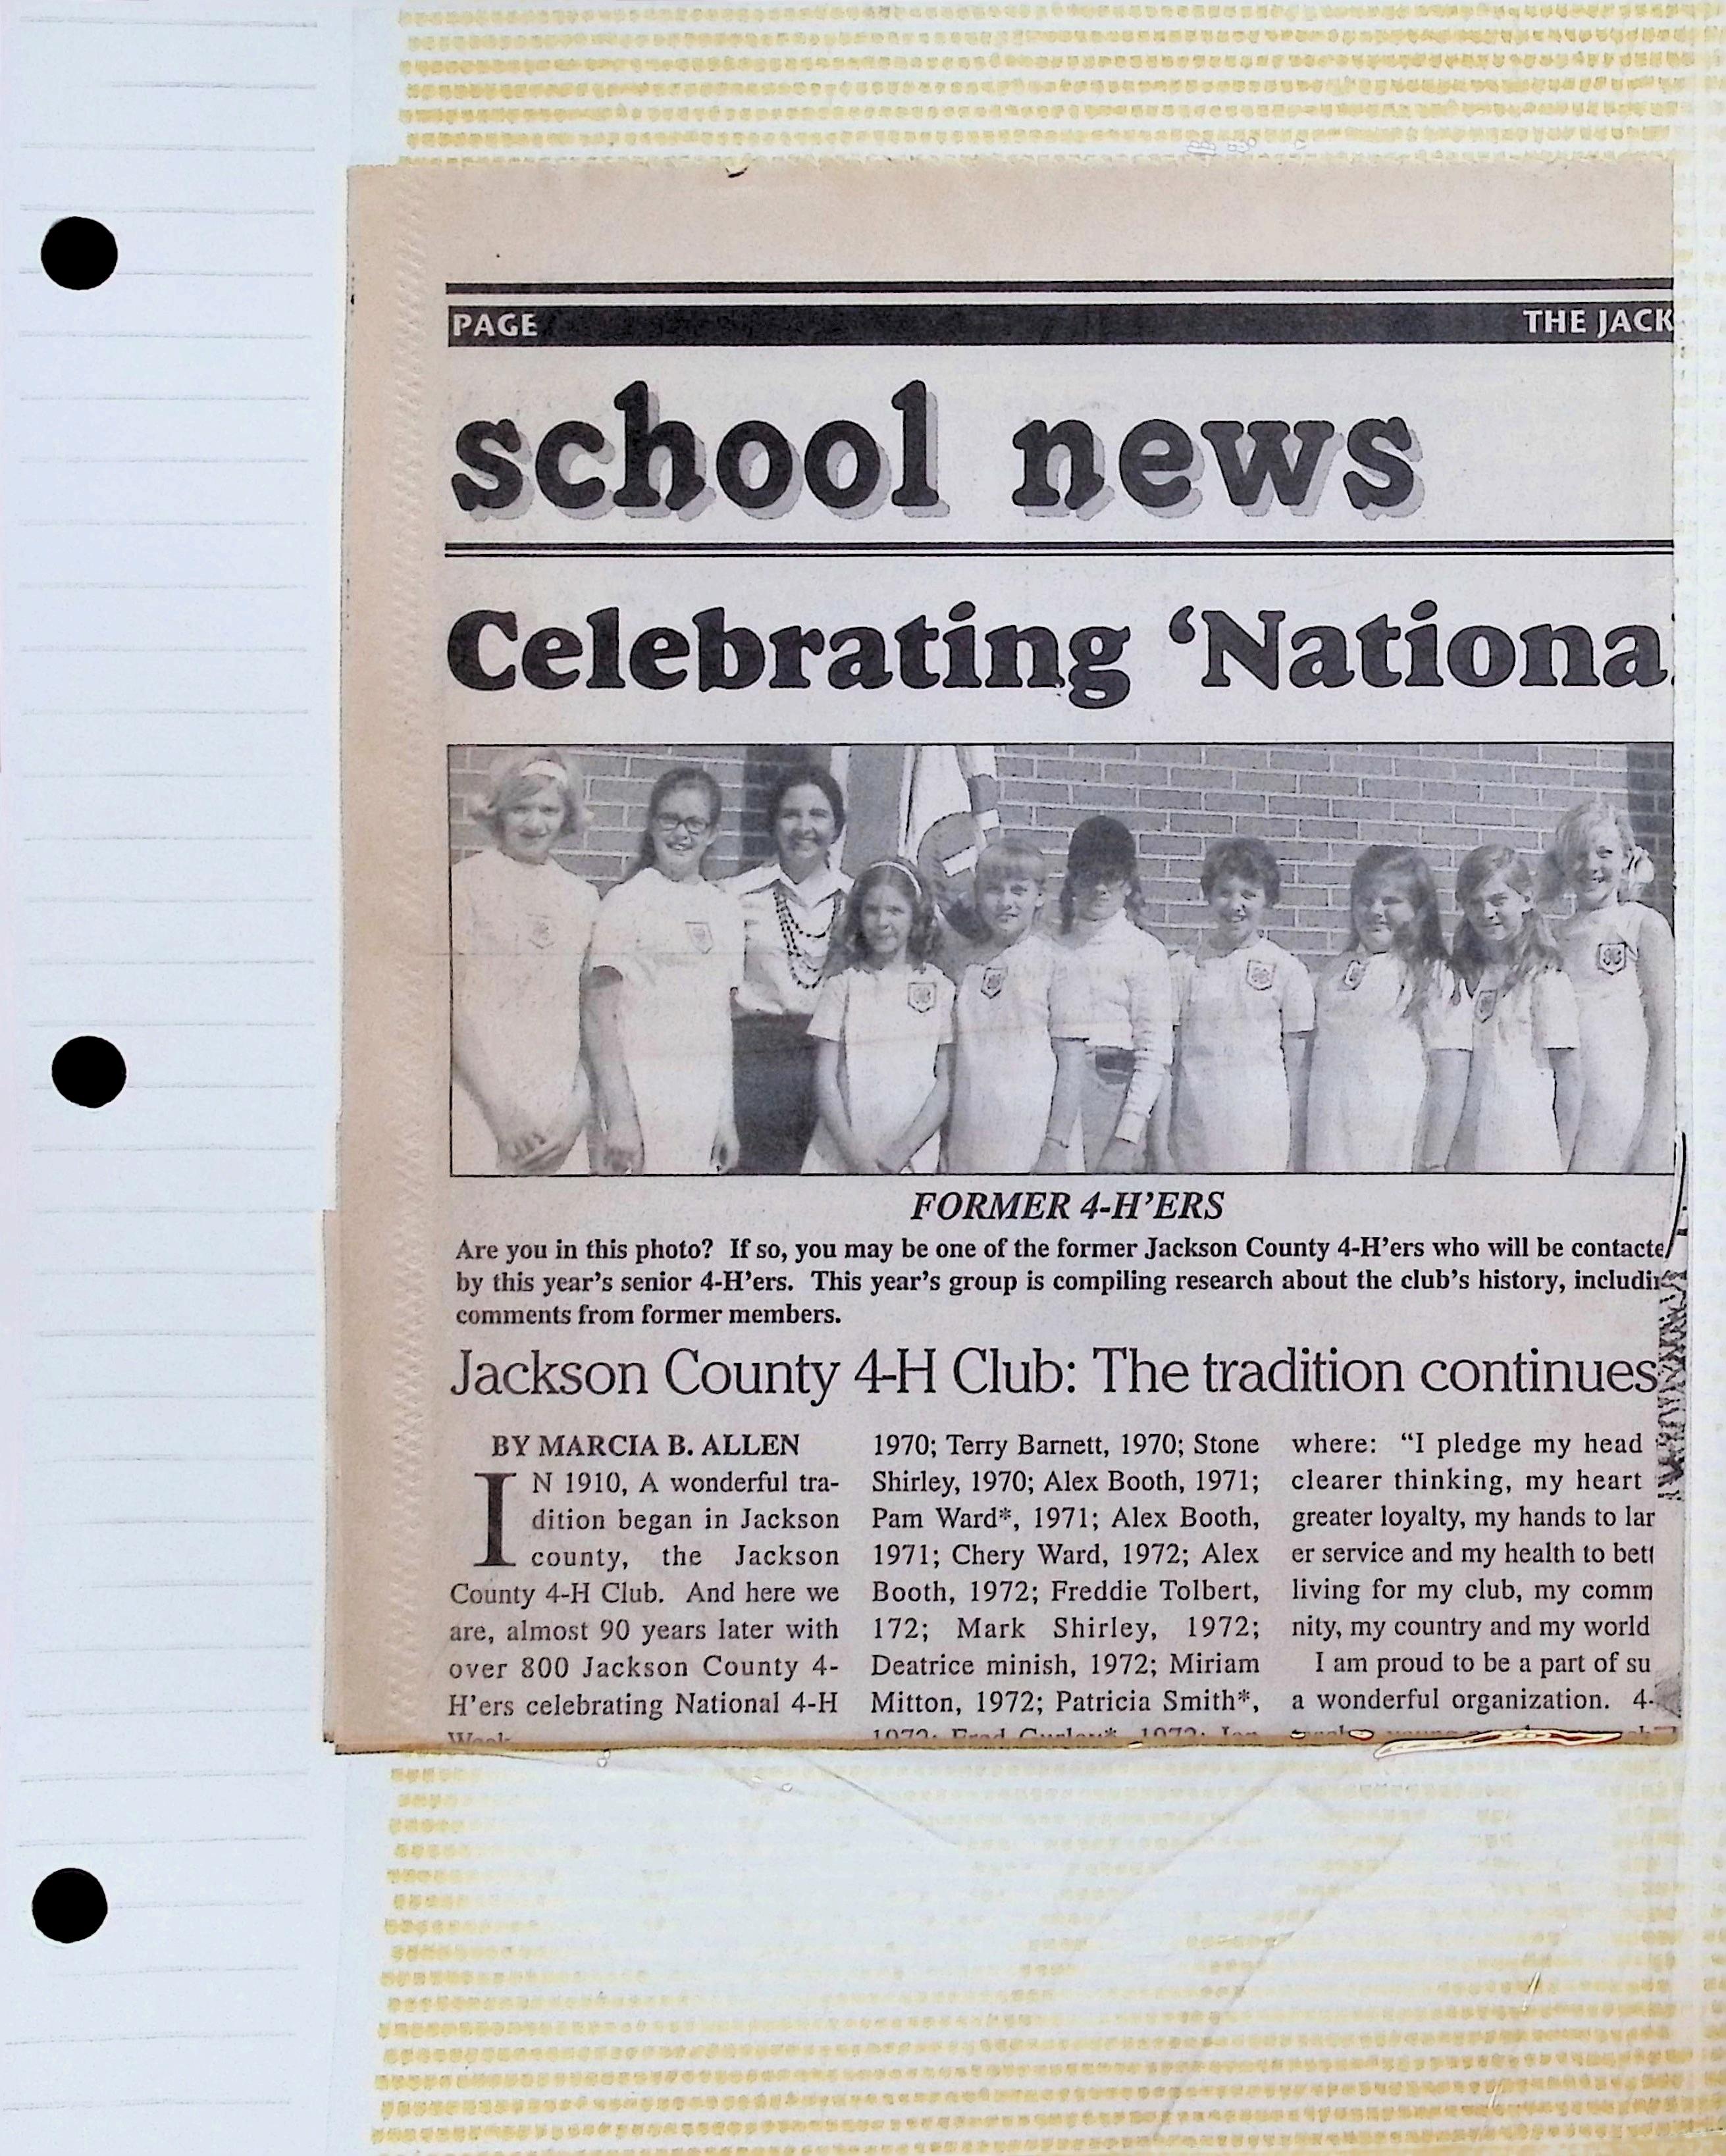 PAGE THE JACK
school news
Celebrating ‘Nationa
FORMER 4-H’ERS
Are you in this photo? If so, you may be one of the former Jackson County 4-H’ers who will be contacte
by this year’s senior 4-H’ers. This year’s group is compiling research about the club’s history, includin
comments from former members.
Jackson County 4-H Club: The tradition continues
BY MARCIA B. ALLEN
IN 1910, A wonderful tra-
dition began in Jackson
county, the Jackson
County 4-H Club. And here we
are, almost 90 years later with
over 800 Jackson County 4-
H’ers celebrating National 4-H
Week
1970; Terry Barnett, 1970; Stone
Shirley, 1970; Alex Booth, 1971;
Pam Ward*, 1971; Alex Booth,
1971; Chery Ward, 1972; Alex
Booth, 1972; Freddie Tolbert,
172; Mark Shirley, 1972;
Deatrice minish, 1972; Miriam
Mitton, 1972; Patricia Smith*,
1972; Fred Gurley*, 1972; Jan
where: “I pledge my head
clearer thinking, my heart
greater loyalty, my hands to lar
er service and my health to bett
living for my club, my comm
nity, my country and my world
I am proud to be a part of su
a wonderful organization. 4-